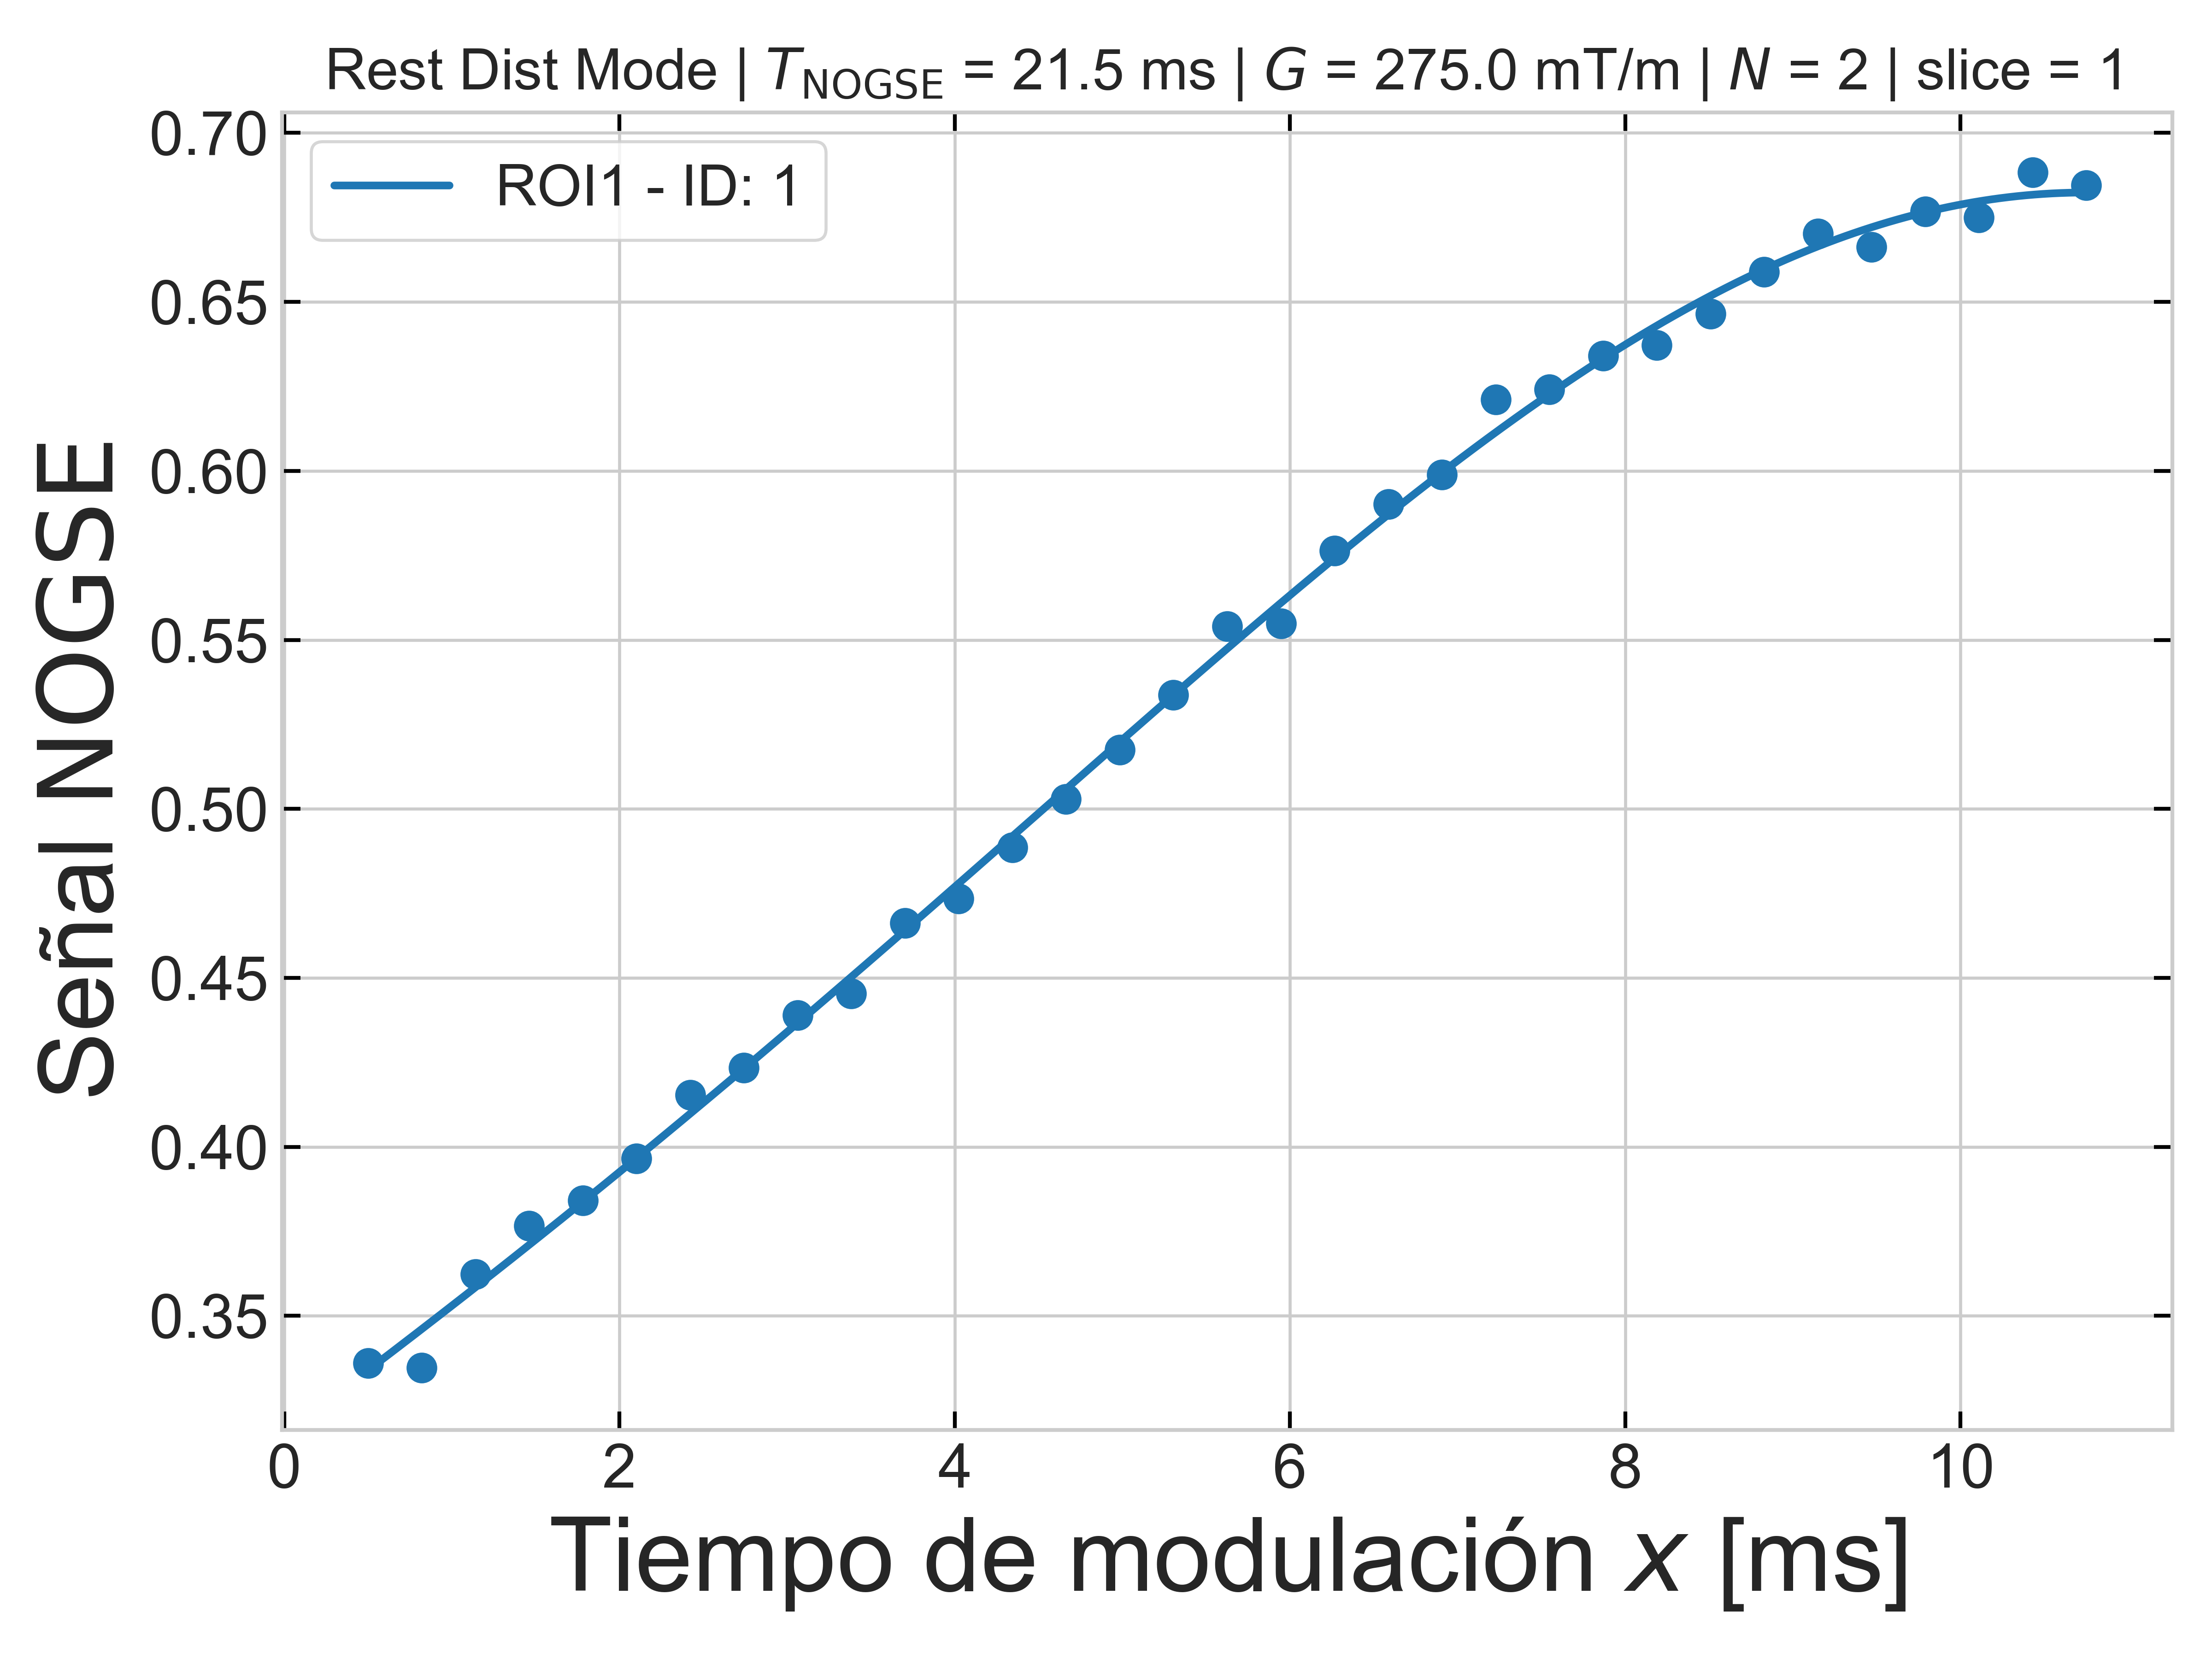 Rest Dist Mode | T_NOGSE = 21.5 ms | G = 275.0 mT/m | N = 2 | slice = 1
ROI1 - ID: 1
Señal NOGSE
0.70
0.65
0.60
0.55
0.50
0.45
0.40
0.35
0 2 4 6 8 10
Tiempo de modulación x [ms]